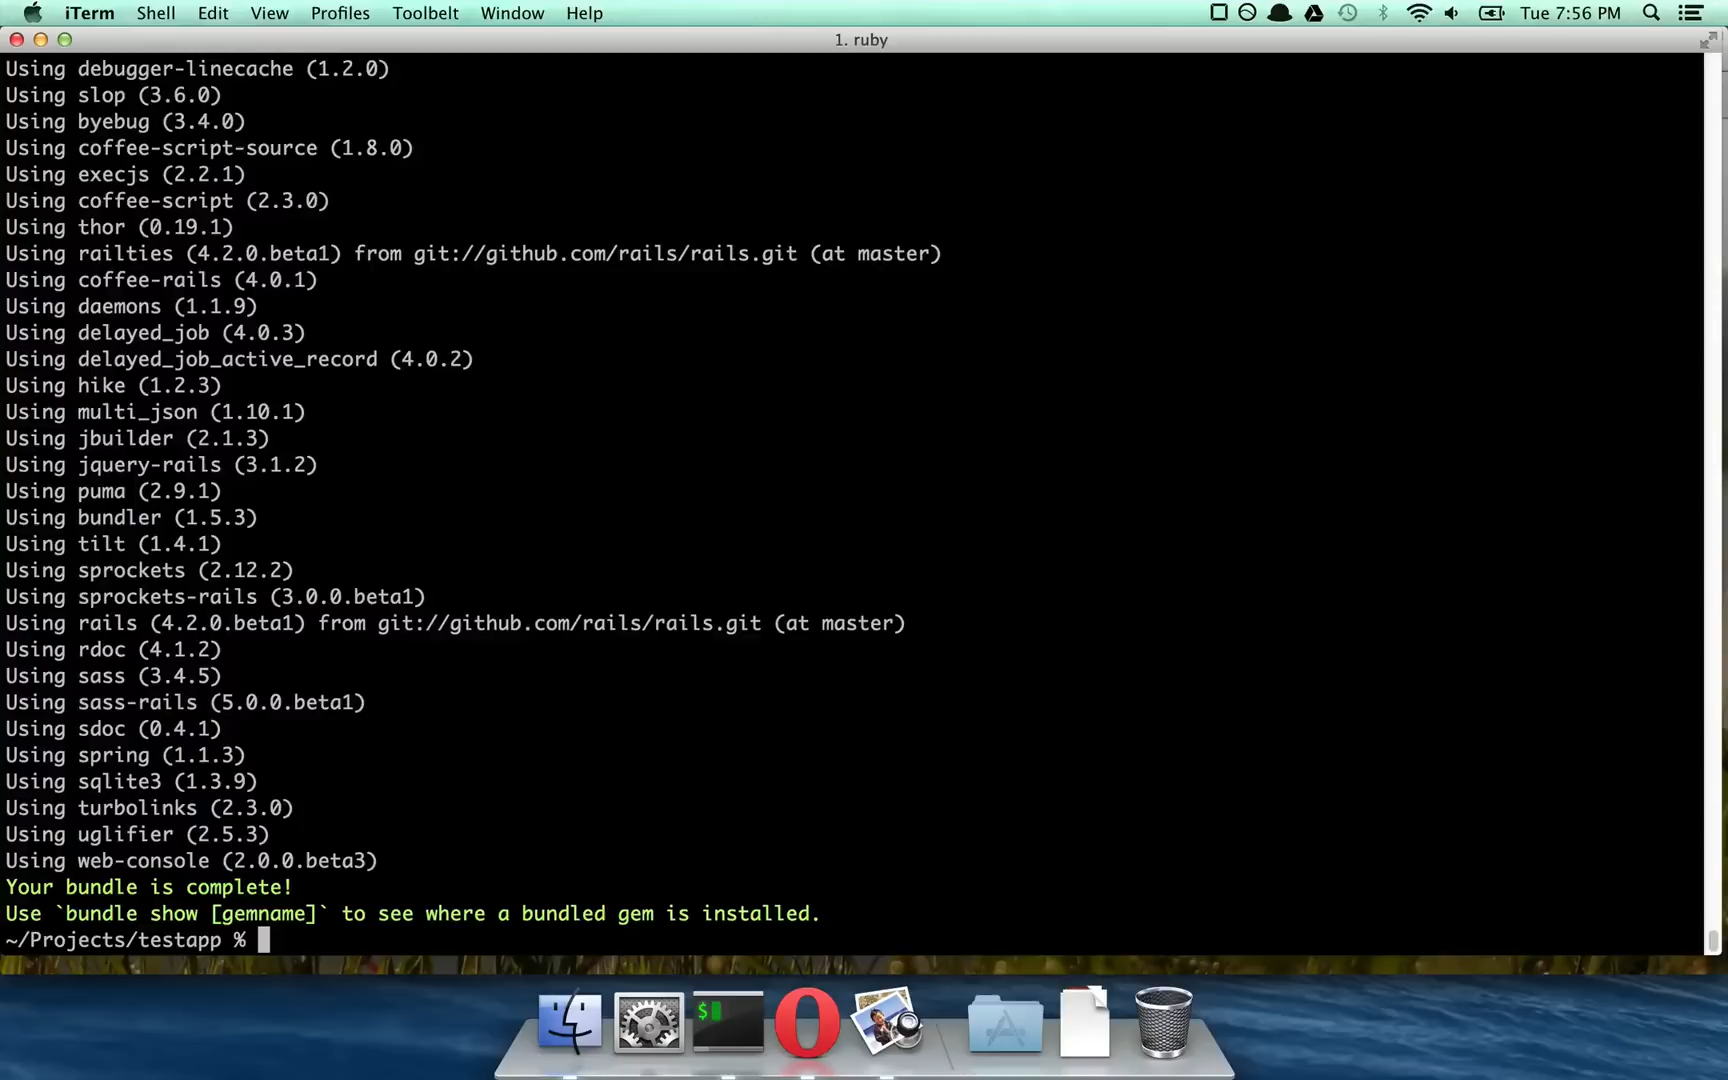 iTerm Shell Edit View Profiles Toolbelt Window Help Tue 7:56 PM
1. ruby
Using debugger-linecache (1.2.0)
Using slop (3.6.0)
Using byebug (3.4.0)
Using coffee-script-source (1.8.0)
Using execjs (2.2.1)
Using coffee-script (2.3.0)
Using thor (0.19.1)
Using railties (4.2.0.beta1) from git://github.com/rails/rails.git (at master)
Using coffee-rails (4.0.1)
Using daemons (1.1.9)
Using delayed_job (4.0.3)
Using delayed_job_active_record (4.0.2)
Using hike (1.2.3)
Using multi_json (1.10.1)
Using jbuilder (2.1.3)
Using jquery-rails (3.1.2)
Using puma (2.9.1)
Using bundler (1.5.3)
Using tilt (1.4.1)
Using sprockets (2.12.2)
Using sprockets-rails (3.0.0.beta1)
Using rails (4.2.0.beta1) from git://github.com/rails/rails.git (at master)
Using rdoc (4.1.2)
Using sass (3.4.5)
Using sass-rails (5.0.0.beta1)
Using sdoc (0.4.1)
Using spring (1.1.3)
Using sqlite3 (1.3.9)
Using turbolinks (2.3.0)
Using uglifier (2.5.3)
Using web-console (2.0.0.beta3)
Your bundle is complete!
Use `bundle show [gemname]` to see where a bundled gem is installed.
~/Projects/testapp %
$